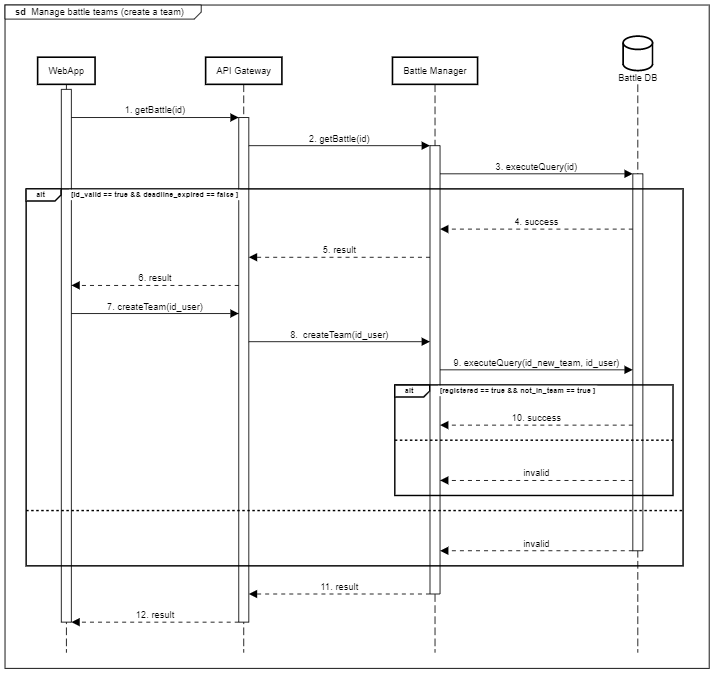 sd Manage battle teams (create a team)
WebApp
API Gateway
Battle Manager
Battle DB
1. getBattle(id)
2. getBattle(id)
3. executeQuery(id)
alt
[id_valid == true && deadline_expired == false ]
4. success
5. result
6. result
7. createTeam(id_user)
8. createTeam(id_user)
9. executeQuery(id_new_team, id_user)
alt
[registered == true && not_in_team == true ]
10. success
invalid
invalid
11. result
12. result